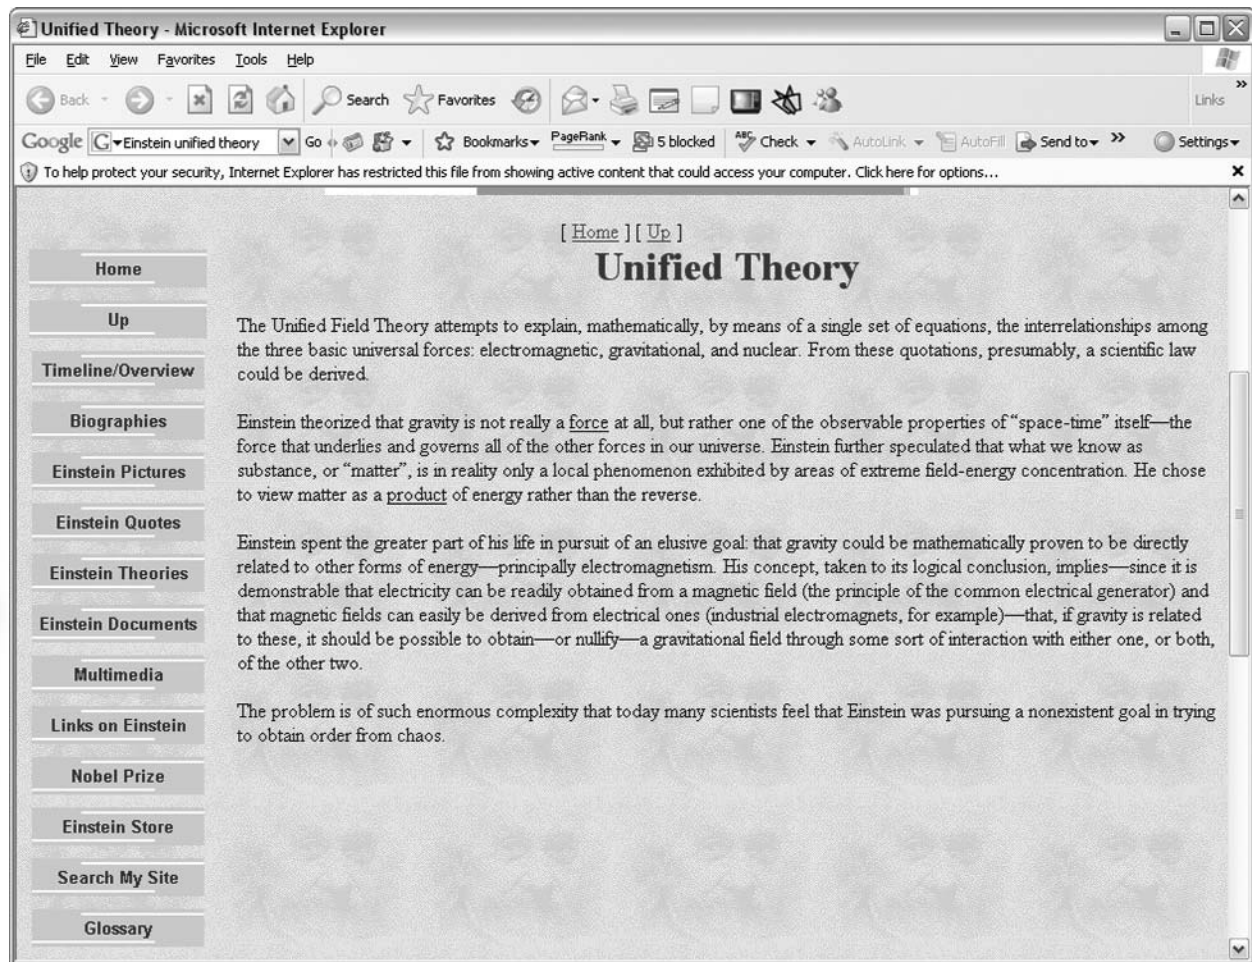 Unified Theory - Microsoft Internet Explorer
File Edit View Favorites Tools Help
Back Search Favorites Links »
Google G Einstein unified theory Go Bookmarks PageRank 5 blocked ABC Check AutoLink AutoFill Send to » Settings
To help protect your security, Internet Explorer has restricted this file from showing active content that could access your computer. Click here for options...
[ Home ] [ Up ]
Unified Theory
Home
Up
Timeline/Overview
Biographies
Einstein Pictures
Einstein Quotes
Einstein Theories
Einstein Documents
Multimedia
Links on Einstein
Nobel Prize
Einstein Store
Search My Site
Glossary
The Unified Field Theory attempts to explain, mathematically, by means of a single set of equations, the interrelationships among
the three basic universal forces: electromagnetic, gravitational, and nuclear. From these quotations, presumably, a scientific law
could be derived.
Einstein theorized that gravity is not really a force at all, but rather one of the observable properties of “space-time” itself—the
force that underlies and governs all of the other forces in our universe. Einstein further speculated that what we know as
substance, or “matter”, is in reality only a local phenomenon exhibited by areas of extreme field-energy concentration. He chose
to view matter as a product of energy rather than the reverse.
Einstein spent the greater part of his life in pursuit of an elusive goal: that gravity could be mathematically proven to be directly
related to other forms of energy—principally electromagnetism. His concept, taken to its logical conclusion, implies—since it is
demonstrable that electricity can be readily obtained from a magnetic field (the principle of the common electrical generator) and
that magnetic fields can easily be derived from electrical ones (industrial electromagnets, for example)—that, if gravity is related
to these, it should be possible to obtain—or nullify—a gravitational field through some sort of interaction with either one, or both,
of the other two.
The problem is of such enormous complexity that today many scientists feel that Einstein was pursuing a nonexistent goal in trying
to obtain order from chaos.